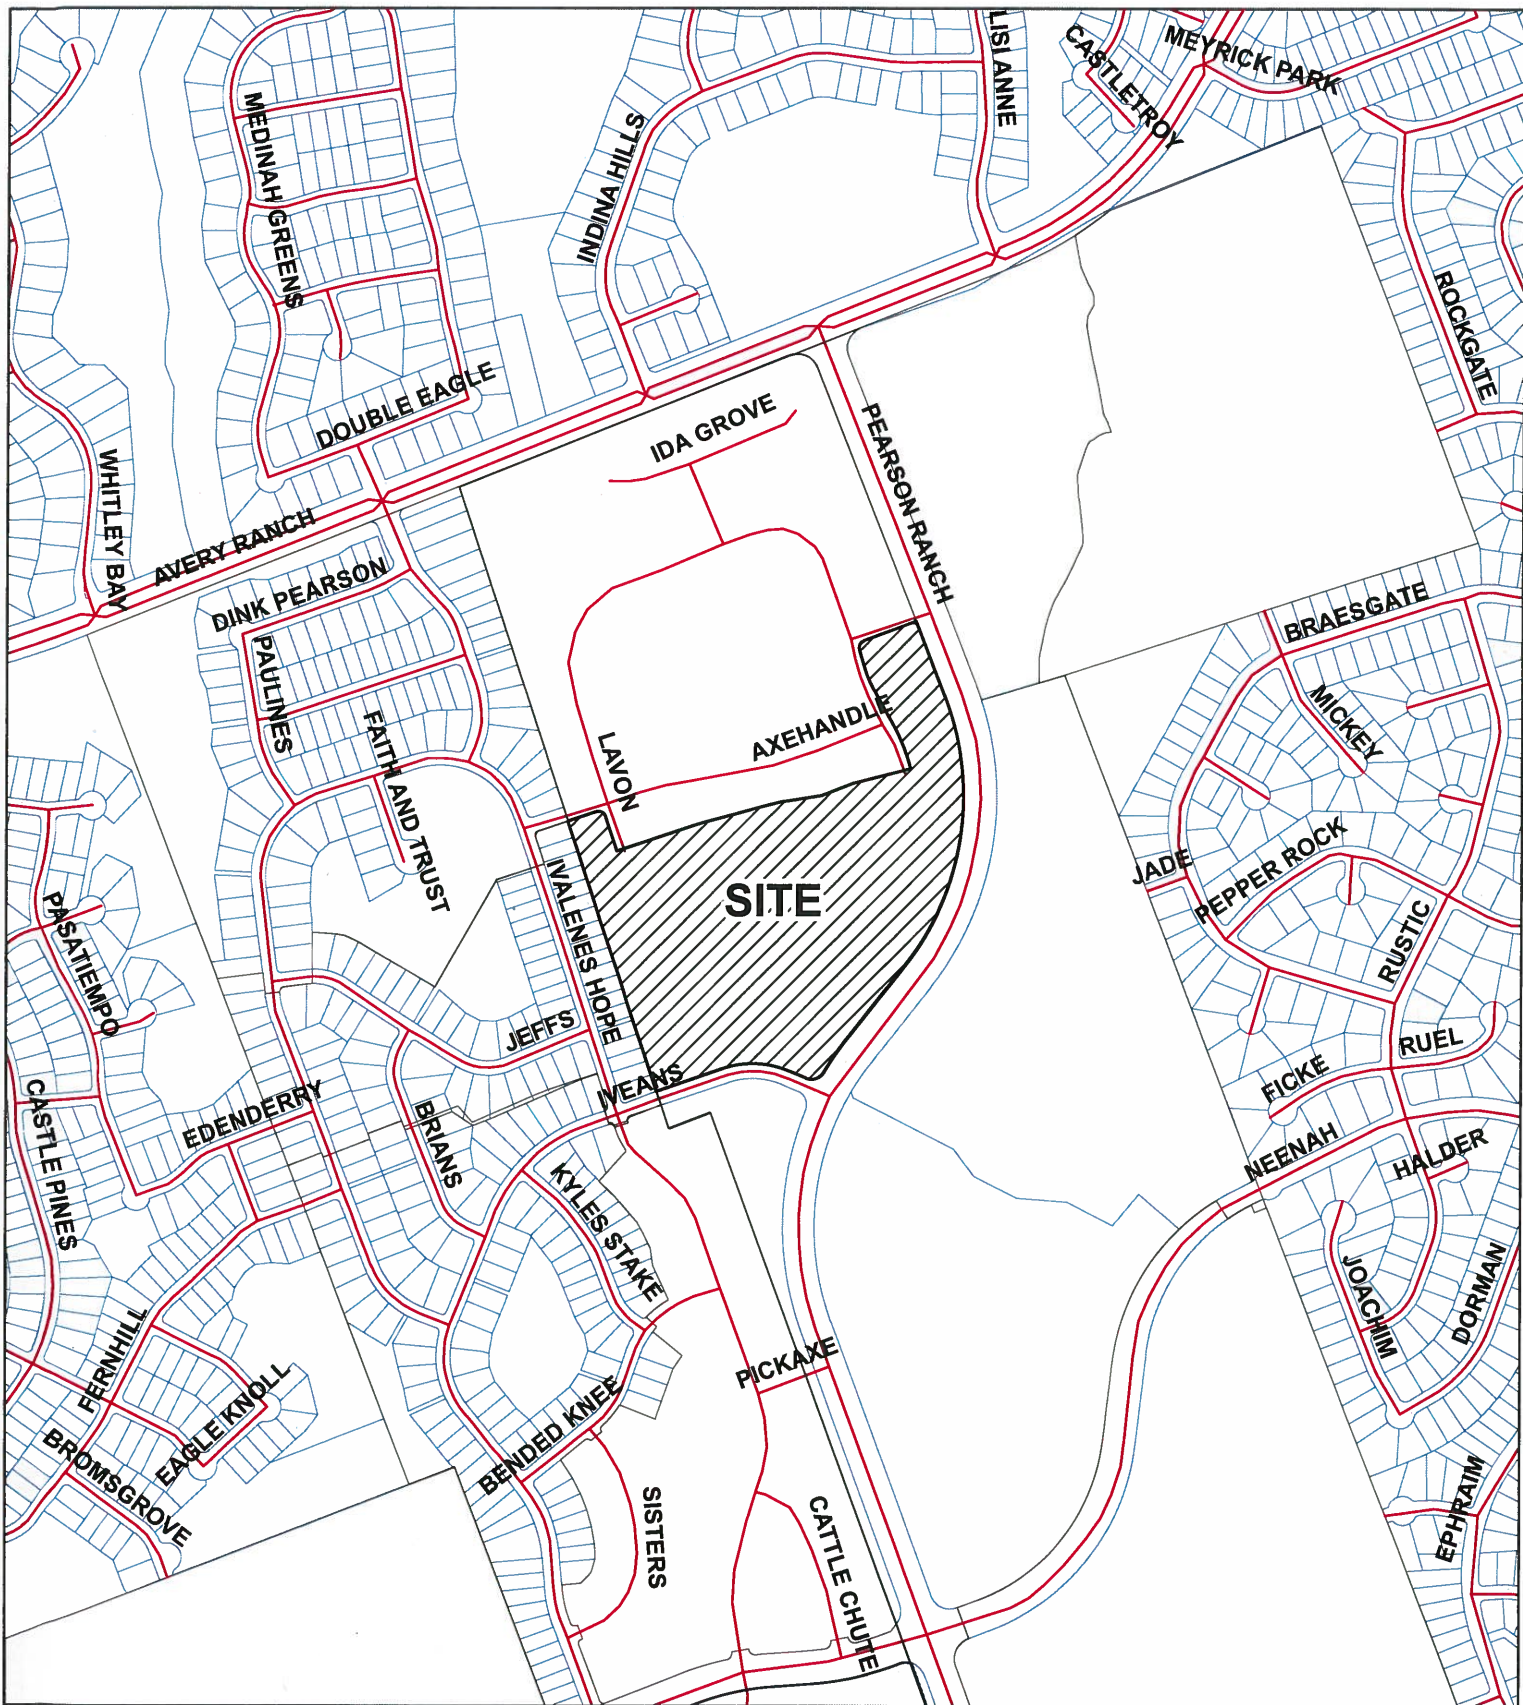 LISI ANNE
CASTLETROY
MEYRICK PARK
MEDINAH GREENS
INDINA HILLS
ROCKGATE
DOUBLE EAGLE
IDA GROVE
PEARSON RANCH
WHITLEY BAY
AVERY RANCH
DINK PEARSON
BRAESGATE
PAULINES
MICKEY
FAITH AND TRUST
LAVON
AXEHANDLE
JADE
PEPPER ROCK
SITE
IVALENES HOPE
PASATIEMPO
RUSTIC
JEFFS
RUEL
IVEANS
FICKE
CASTLE PINES
EDENDERRY
BRIANS
NEENAH
HALDER
KYLES STAKE
JOACHIM
DORMAN
FERNHILL
PICKAXE
EAGLE KNOLL
BENDED KNEE
BROMSGROVE
SISTERS
CATTLE CHUTE
EPHRAIM